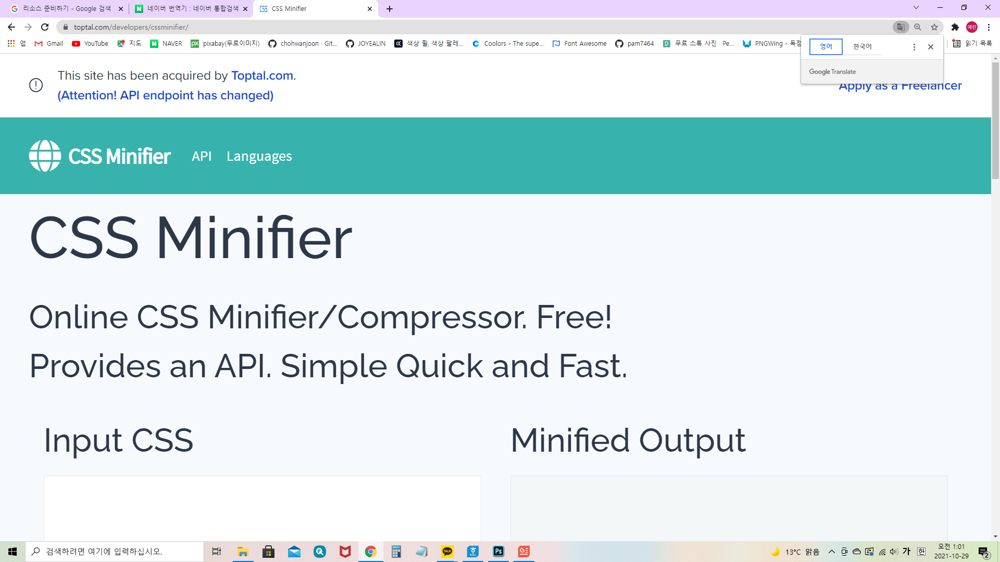 리소스 준비하기 - Google 검색
네이버 번역기 : 네이버 통합검색
CSS CSS Minifier
toptal.com/developers/cssminifier/
예린
앱 Gmail YouTube 지도 NAVER px pixabay(무료이미지) chohwanjoon · Git... JOYEALIN 색상 휠, 색상 팔레... Coolors - The supe... Font Awesome pam7464 무료 스톡 사진 · Pe... PNGWing - 독점 읽기 목록
영어 한국어
Google Translate
This site has been acquired by Toptal.com.
(Attention! API endpoint has changed)
Apply as a Freelancer
CSS Minifier API Languages
CSS Minifier
Online CSS Minifier/Compressor. Free!
Provides an API. Simple Quick and Fast.
Input CSS
Minified Output
검색하려면 여기에 입력하십시오.
TALK
호
Ps
13°C 맑음
가
한
오전 1:01
2021-10-29
2